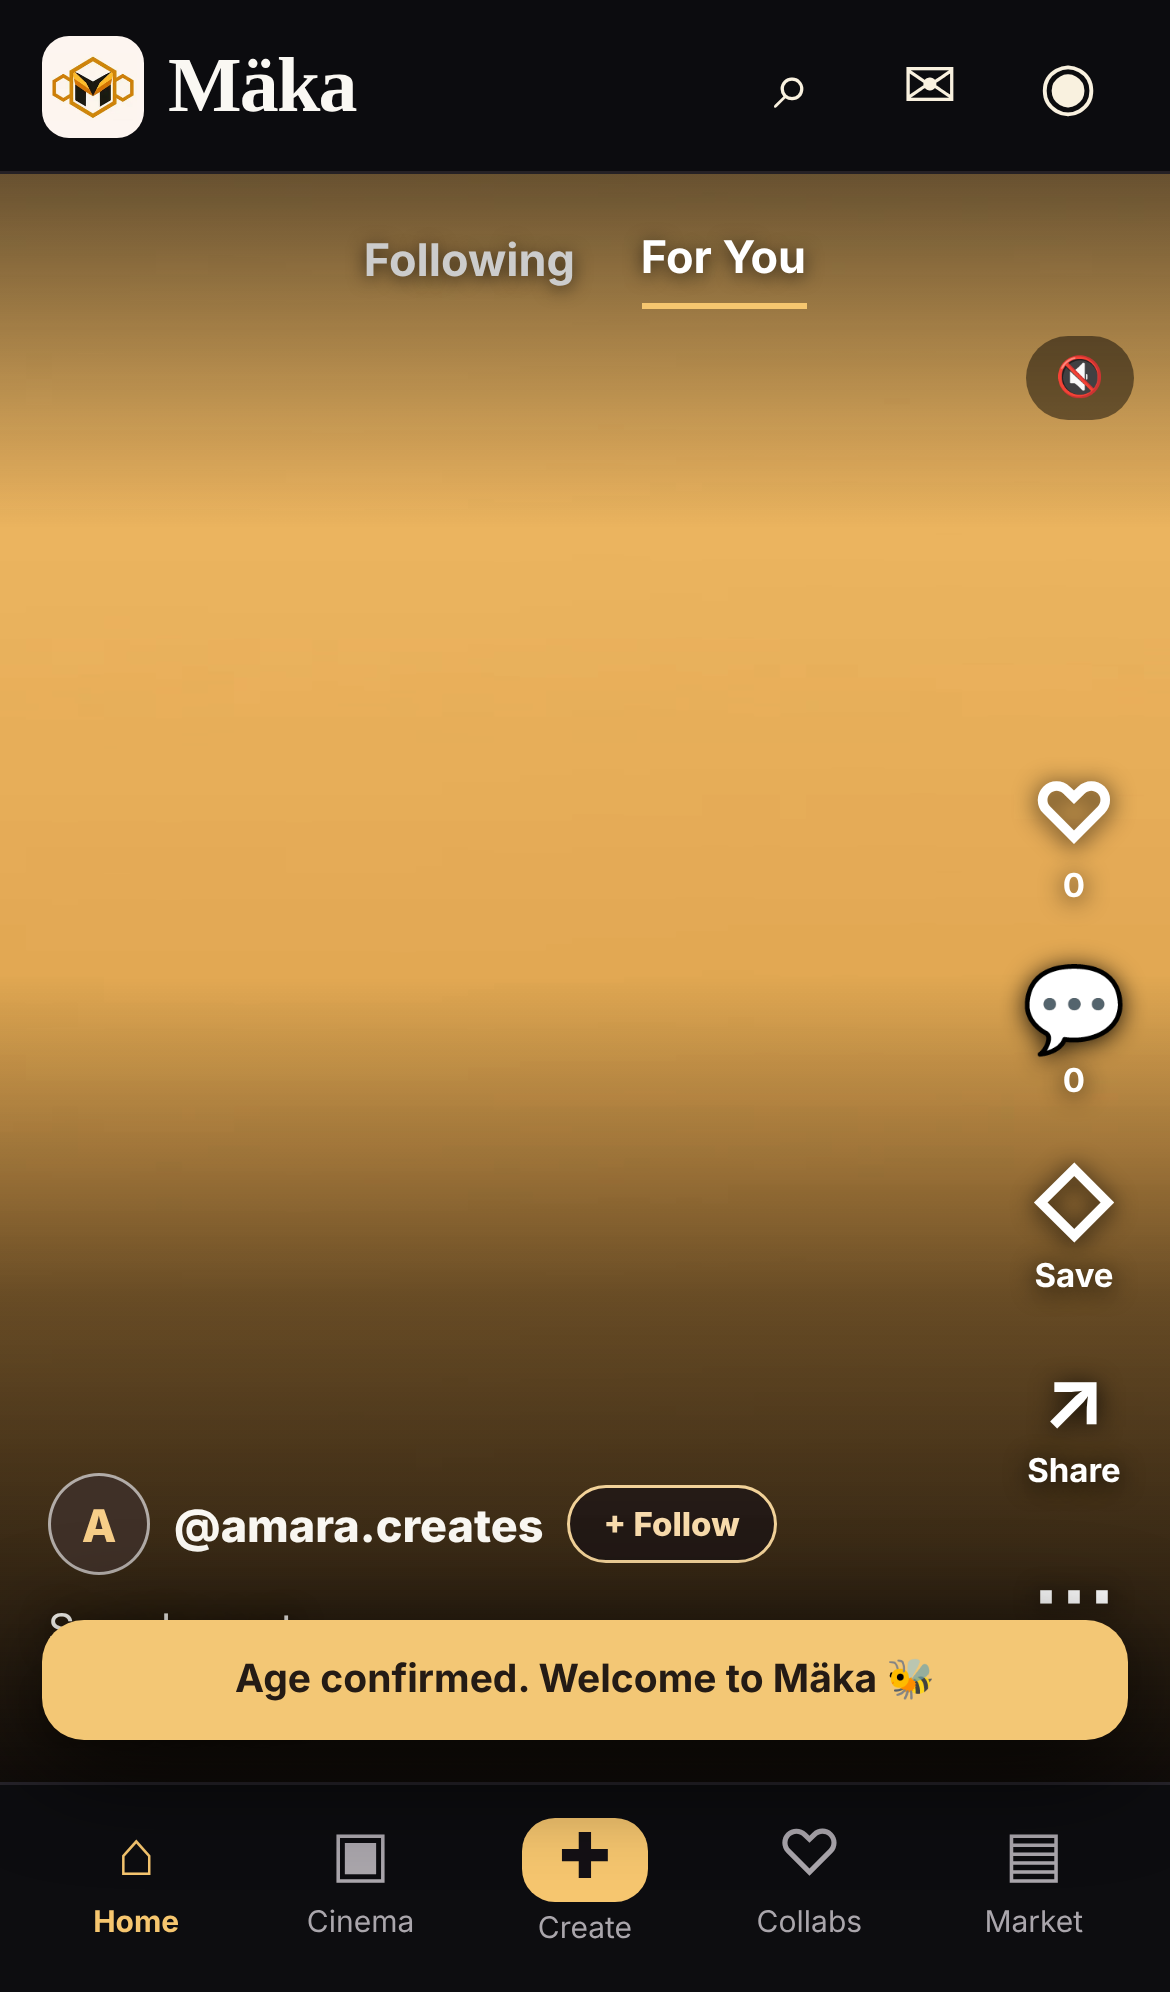 Mäka
Following For You
0
0
Save
Share
A @amara.creates + Follow
Age confirmed. Welcome to Mäka 🐝
Home Cinema Create Collabs Market